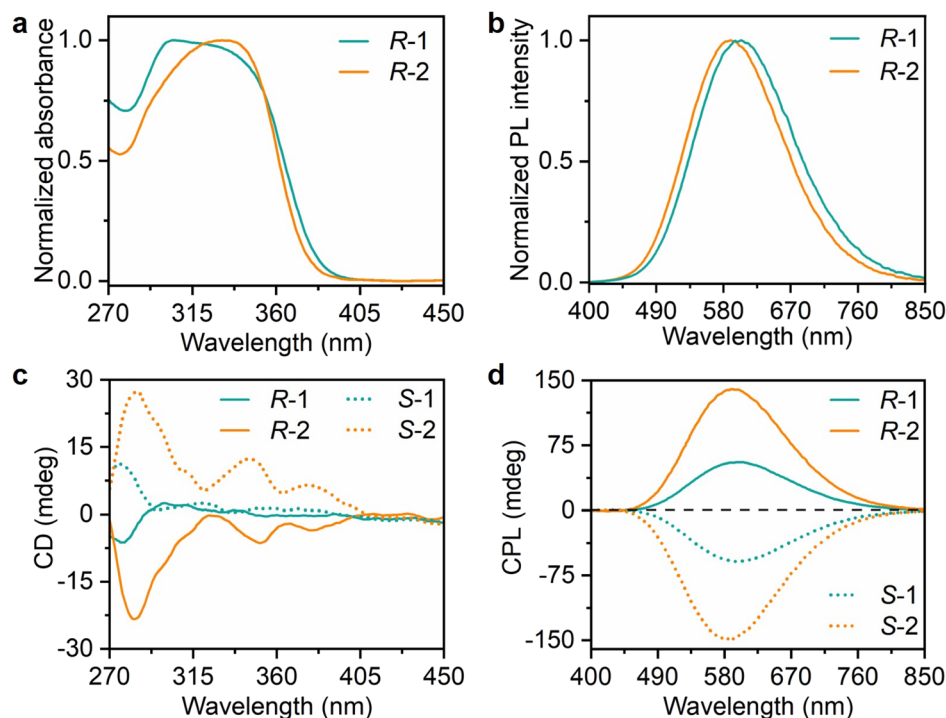 a
Normalized absorbance
1.0
0.5
0.0
270 315 360 405 450
Wavelength (nm)
R-1
R-2
b
Normalized PL intensity
1.0
0.5
0.0
400 490 580 670 760 850
Wavelength (nm)
R-1
R-2
c
CD (mdeg)
30
15
0
-15
-30
270 315 360 405 450
Wavelength (nm)
R-1 S-1
R-2 S-2
d
CPL (mdeg)
150
75
0
-75
-150
400 490 580 670 760 850
Wavelength (nm)
R-1
R-2
S-1
S-2